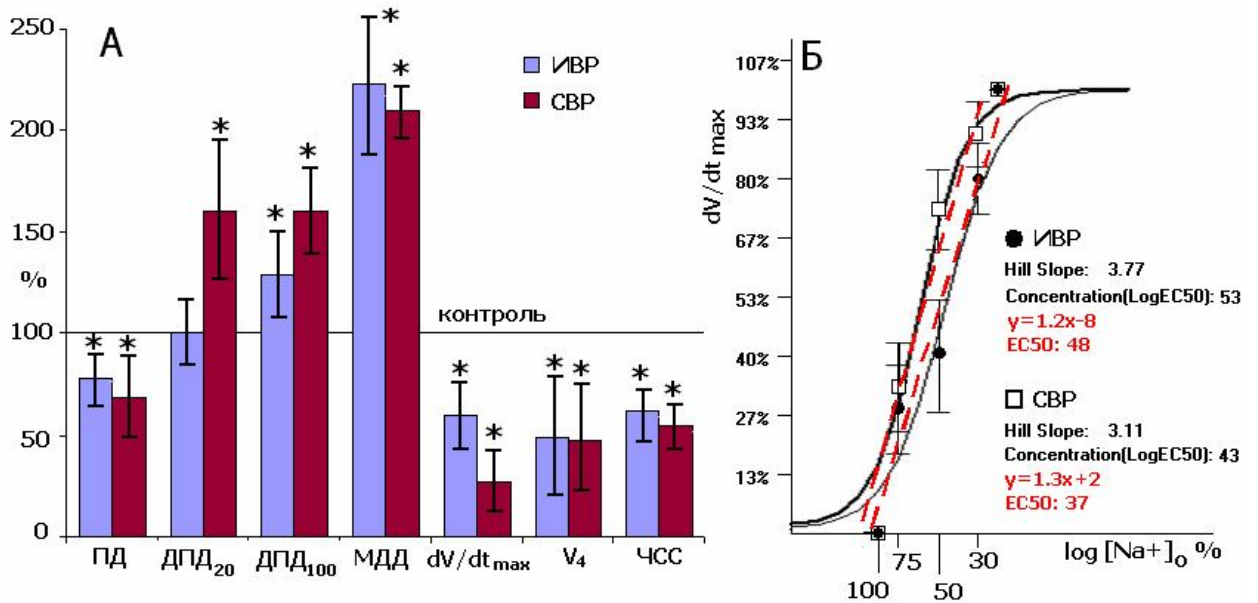 А
250
200
150
%
100
50
0
* * * * * * * * * * * * *
ИВР
СВР
контроль
ПД ДПД20 ДПД100 МДД dV/dt max V4 ЧСС
Б
dV/dt max
107%
93%
80%
67%
53%
40%
27%
13%
ИВР
Hill Slope: 3.77
Concentration(LogEC50): 53
y=1.2x-8
EC50: 48
СВР
Hill Slope: 3.11
Concentration(LogEC50): 43
y=1.3x+2
EC50: 37
75 30
100 50
log [Na+]o %